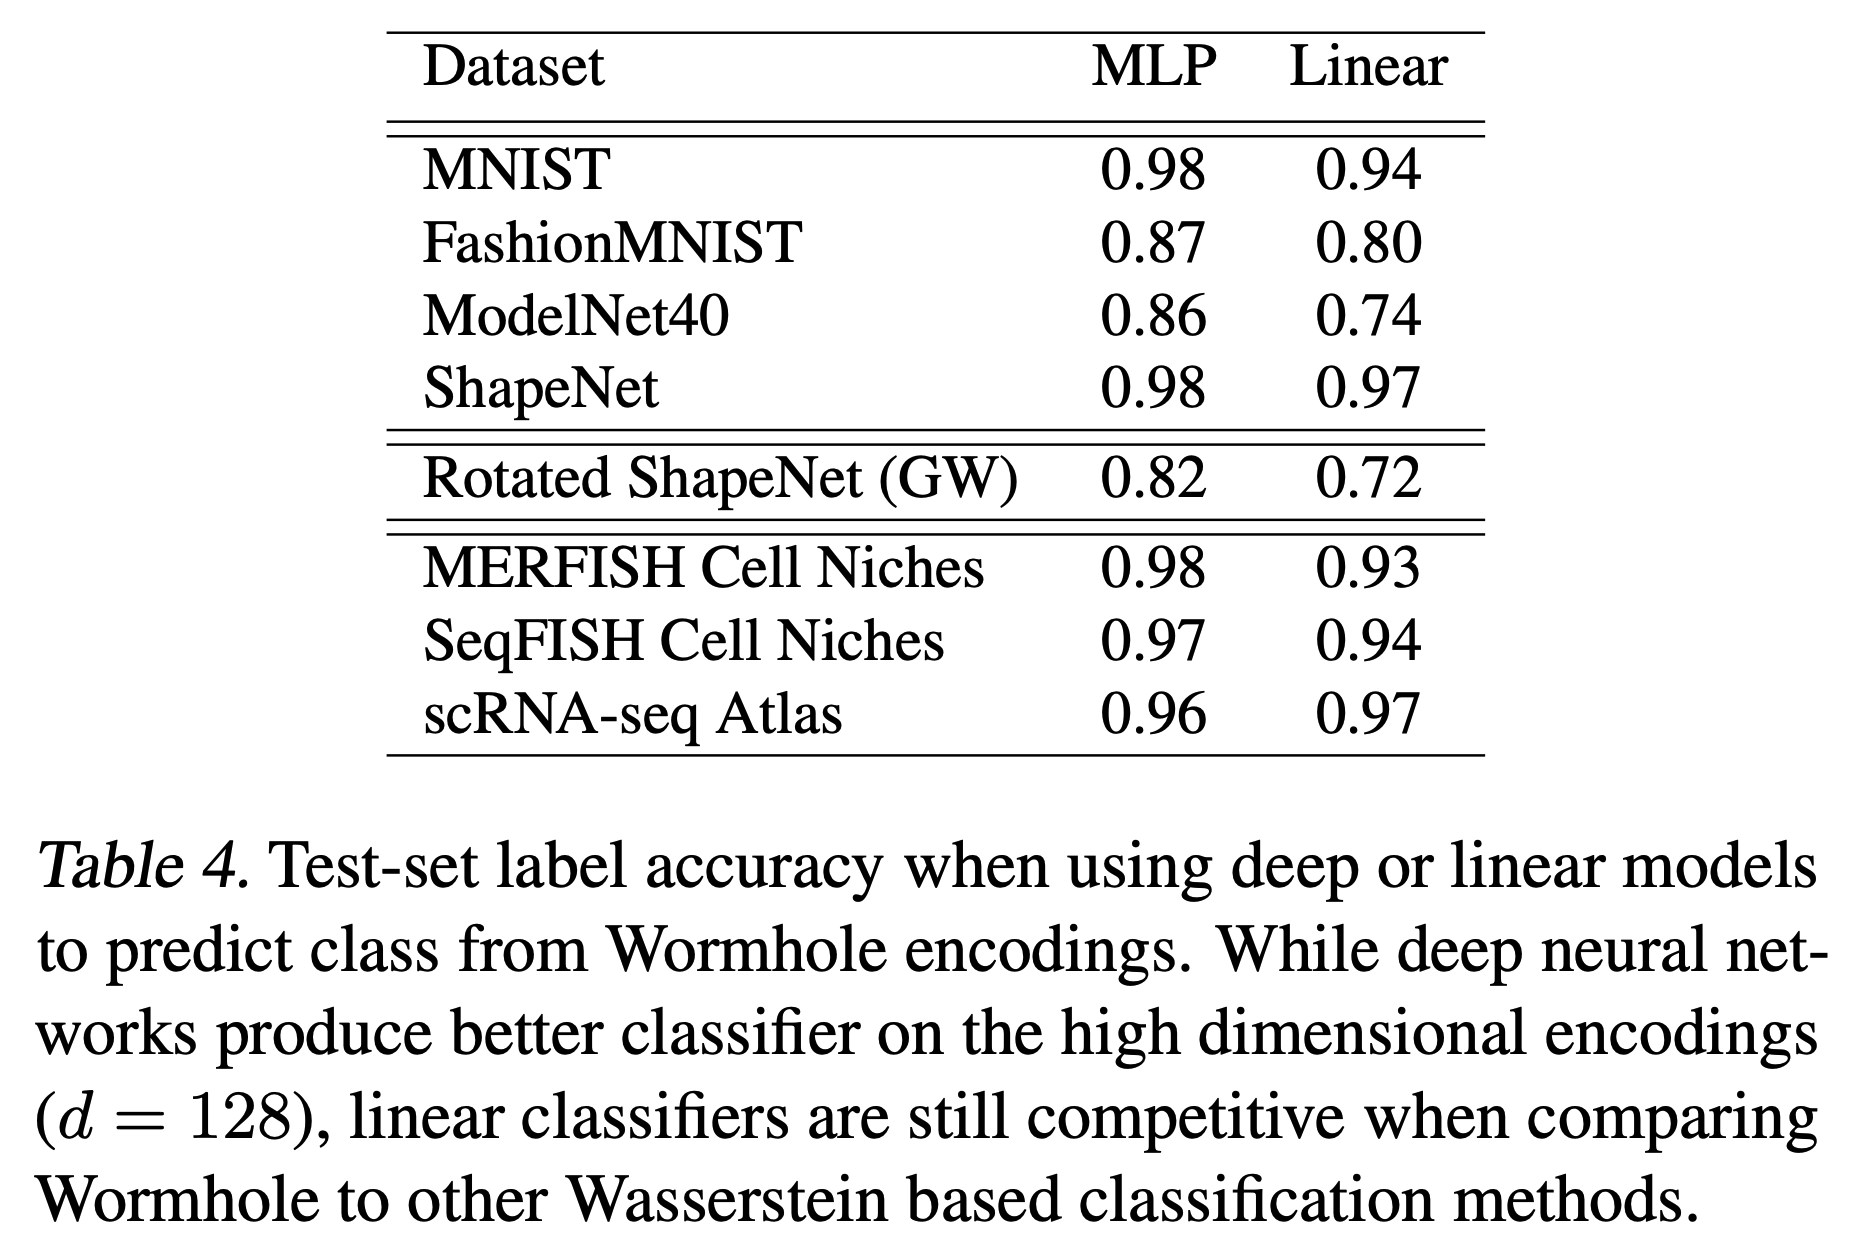 Dataset MLP Linear
MNIST 0.98 0.94
FashionMNIST 0.87 0.80
ModelNet40 0.86 0.74
ShapeNet 0.98 0.97
Rotated ShapeNet (GW) 0.82 0.72
MERFISH Cell Niches 0.98 0.93
SeqFISH Cell Niches 0.97 0.94
scRNA-seq Atlas 0.96 0.97
Table 4. Test-set label accuracy when using deep or linear models
to predict class from Wormhole encodings. While deep neural net-
works produce better classifier on the high dimensional encodings
(d = 128), linear classifiers are still competitive when comparing
Wormhole to other Wasserstein based classification methods.